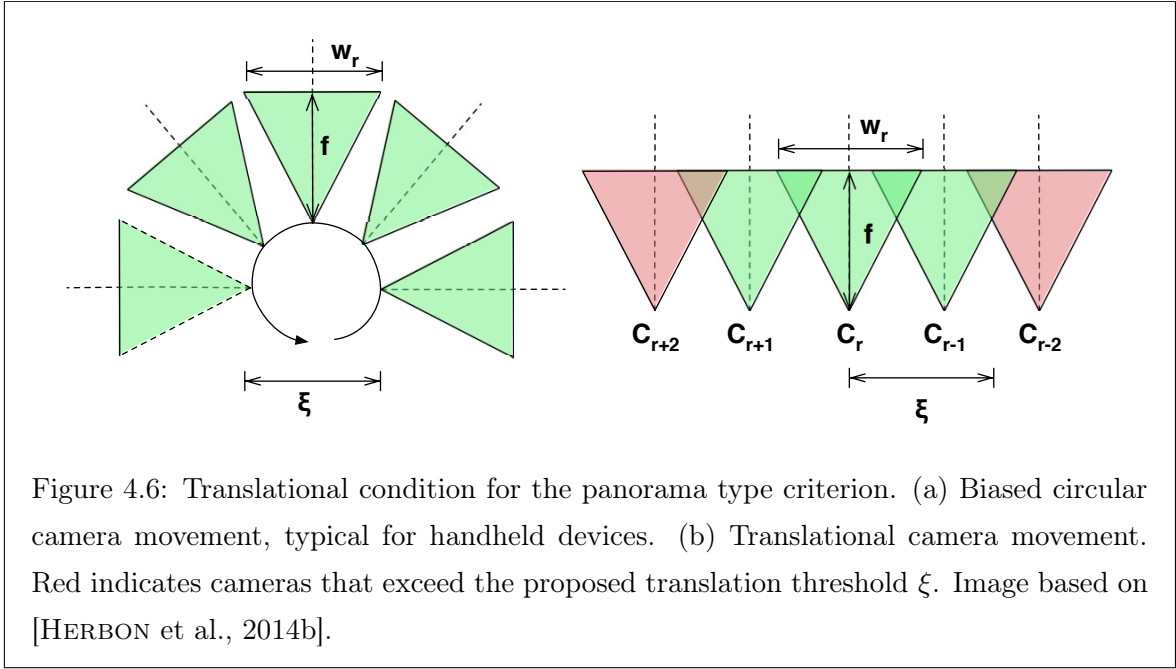 w_r
f
ξ
w_r
f
C_{r+2} C_{r+1} C_r C_{r-1} C_{r-2}
ξ
Figure 4.6: Translational condition for the panorama type criterion. (a) Biased circular
camera movement, typical for handheld devices. (b) Translational camera movement.
Red indicates cameras that exceed the proposed translation threshold ξ. Image based on
[HERBON et al., 2014b].